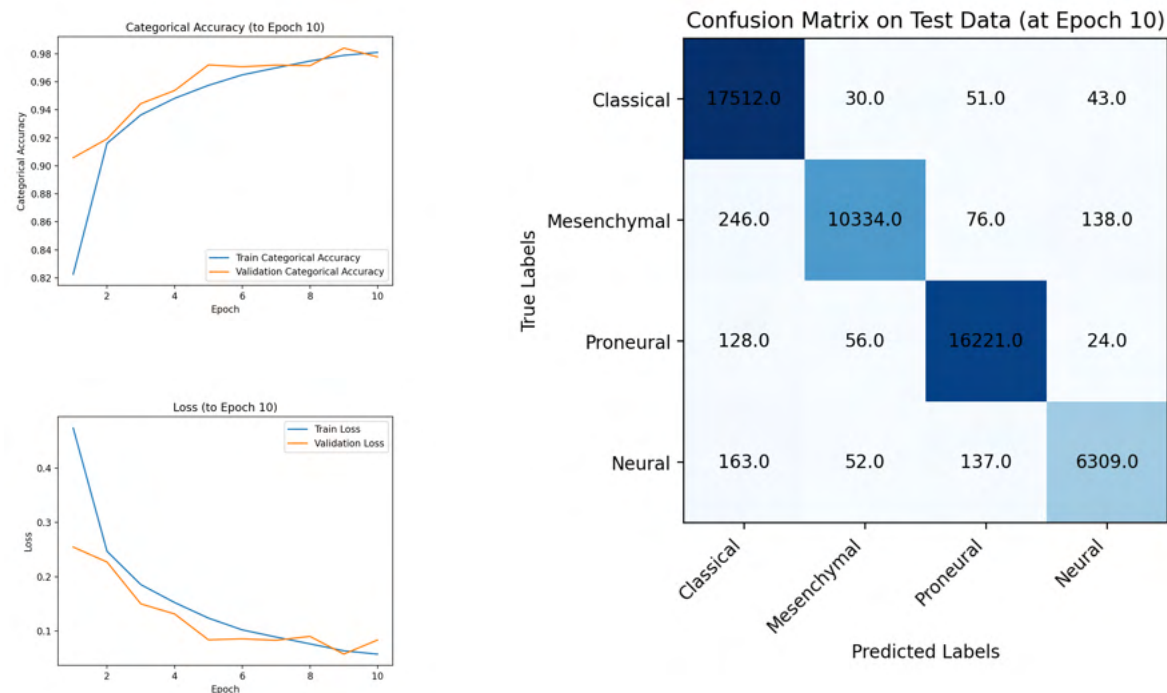 Categorical Accuracy (to Epoch 10)
Categorical Accuracy
0.98
0.96
0.94
0.92
0.90
0.88
0.86
0.84
0.82
Train Categorical Accuracy
Validation Categorical Accuracy
2 4 6 8 10
Epoch
Loss (to Epoch 10)
Loss
0.4
0.3
0.2
0.1
Train Loss
Validation Loss
2 4 6 8 10
Epoch
Confusion Matrix on Test Data (at Epoch 10)
True Labels
Classical 17512.0 30.0 51.0 43.0
Mesenchymal 246.0 10334.0 76.0 138.0
Proneural 128.0 56.0 16221.0 24.0
Neural 163.0 52.0 137.0 6309.0
Classical Mesenchymal Proneural Neural
Predicted Labels